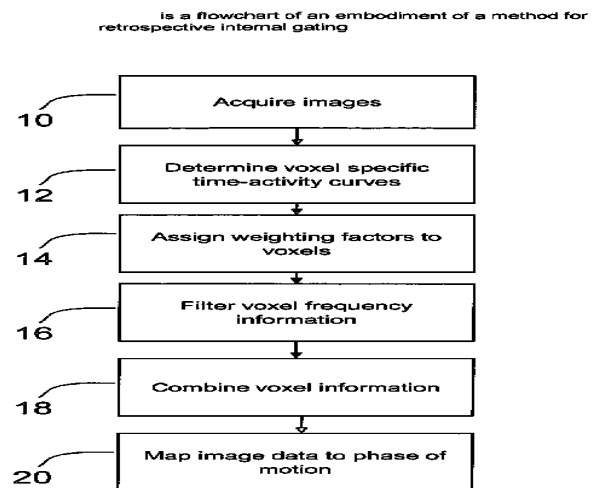 is a flowchart of an embodiment of a method for
retrospective internal gating
Acquire images
10
Determine voxel specific
time-activity curves
12
Assign weighting factors to
voxels
14
Filter voxel frequency
information
16
Combine voxel information
18
Map image data to phase of
motion
20